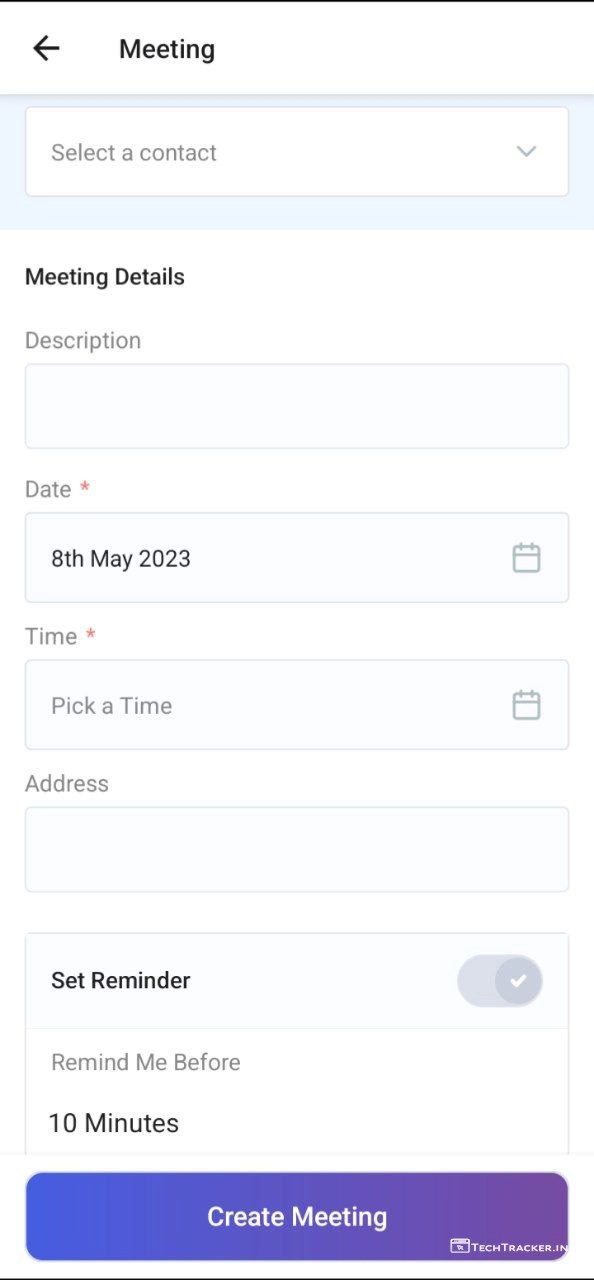 Meeting
Select a contact
Meeting Details
Description
Date *
8th May 2023
Time *
Pick a Time
Address
Set Reminder
Remind Me Before
10 Minutes
Create Meeting
TECHTRACKER.IN